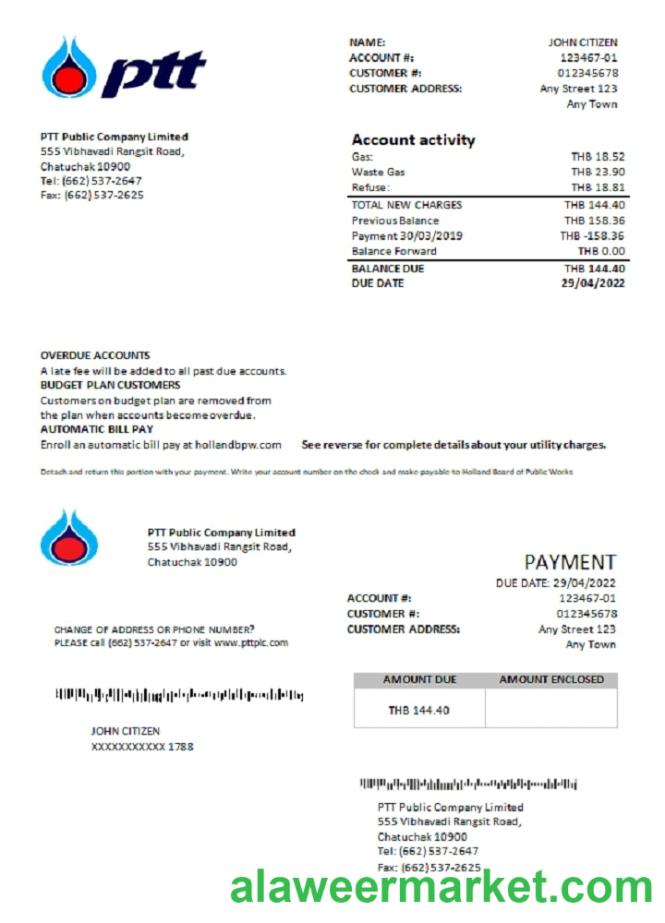 ptt
PTT Public Company Limited
555 Vibhavadi Rangsit Road,
Chatuchak 10900
Tel: (662) 537-2647
Fax: (662) 537-2625
NAME: JOHN CITIZEN
ACCOUNT #: 123467-01
CUSTOMER #: 012345678
CUSTOMER ADDRESS: Any Street 123
Any Town
Account activity
Gas: THB 18.52
Waste Gas THB 23.90
Refuse: THB 18.81
TOTAL NEW CHARGES THB 144.40
Previous Balance THB 158.36
Payment 30/03/2019 THB -158.36
Balance Forward THB 0.00
BALANCE DUE THB 144.40
DUE DATE 29/04/2022
OVERDUE ACCOUNTS
A late fee will be added to all past due accounts.
BUDGET PLAN CUSTOMERS
Customers on budget plan are removed from
the plan when accounts become overdue.
AUTOMATIC BILL PAY
Enroll an automatic bill pay at hollandbpw.com See reverse for complete details about your utility charges.
Detach and return this portion with your payment. Write your account number on the check and make payable to Holland Board of Public Works
PTT Public Company Limited
555 Vibhavadi Rangsit Road,
Chatuchak 10900
PAYMENT
DUE DATE: 29/04/2022
ACCOUNT #: 123467-01
CUSTOMER #: 012345678
CUSTOMER ADDRESS: Any Street 123
Any Town
CHANGE OF ADDRESS OR PHONE NUMBER?
PLEASE call (662) 537-2647 or visit www.pttplc.com
AMOUNT DUE AMOUNT ENCLOSED
THB 144.40
JOHN CITIZEN
XXXXXXXXXXX 1788
PTT Public Company Limited
555 Vibhavadi Rangsit Road,
Chatuchak 10900
Tel: (662) 537-2647
Fax: (662) 537-2625
alaweermarket.com